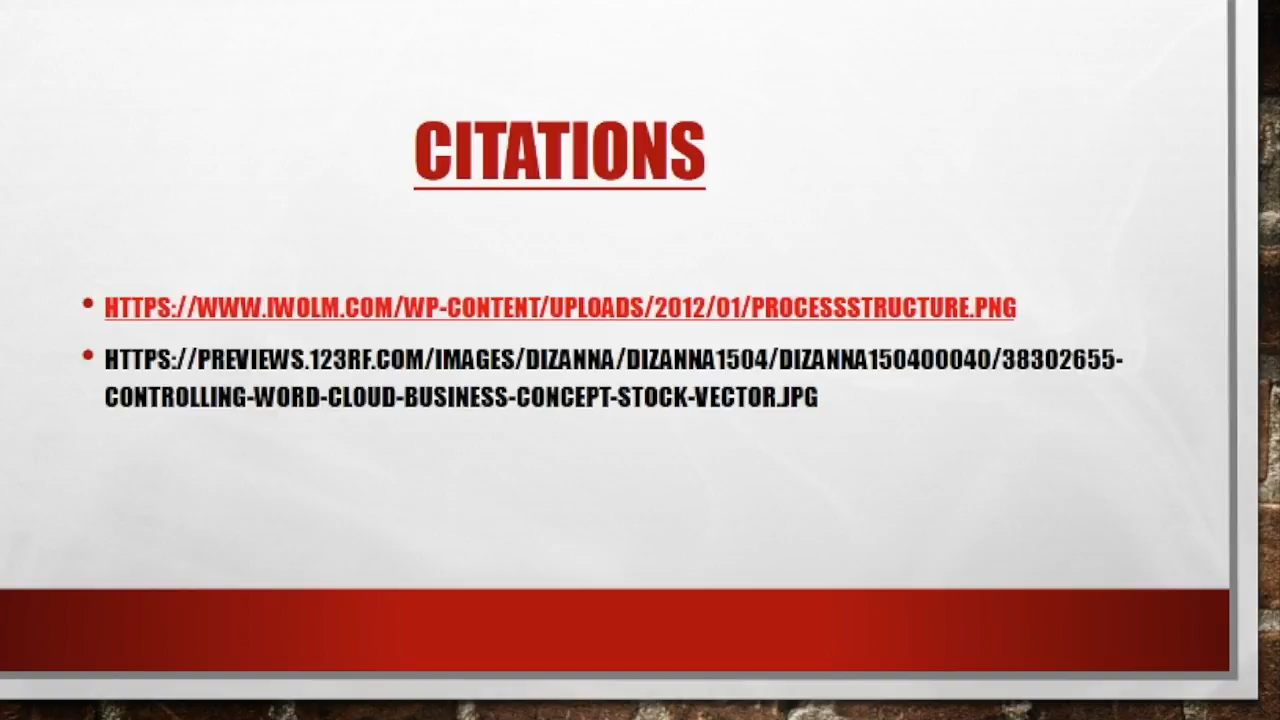 CITATIONS
• HTTPS://WWW.IWOLM.COM/WP-CONTENT/UPLOADS/2012/01/PROCESSSTRUCTURE.PNG
• HTTPS://PREVIEWS.123RF.COM/IMAGES/DIZANNA/DIZANNA1504/DIZANNA150400040/38302655-
CONTROLLING-WORD-CLOUD-BUSINESS-CONCEPT-STOCK-VECTOR.JPG